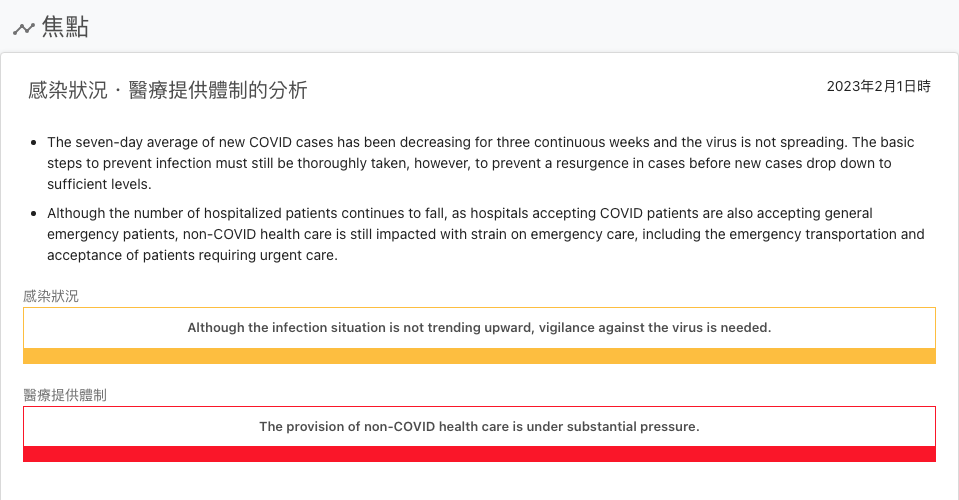 焦點
感染狀況・醫療提供體制的分析
2023年2月1日時
The seven-day average of new COVID cases has been decreasing for three continuous weeks and the virus is not spreading. The basic
steps to prevent infection must still be thoroughly taken, however, to prevent a resurgence in cases before new cases drop down to
sufficient levels.
Although the number of hospitalized patients continues to fall, as hospitals accepting COVID patients are also accepting general
emergency patients, non-COVID health care is still impacted with strain on emergency care, including the emergency transportation and
acceptance of patients requiring urgent care.
感染狀況
Although the infection situation is not trending upward, vigilance against the virus is needed.
醫療提供體制
The provision of non-COVID health care is under substantial pressure.